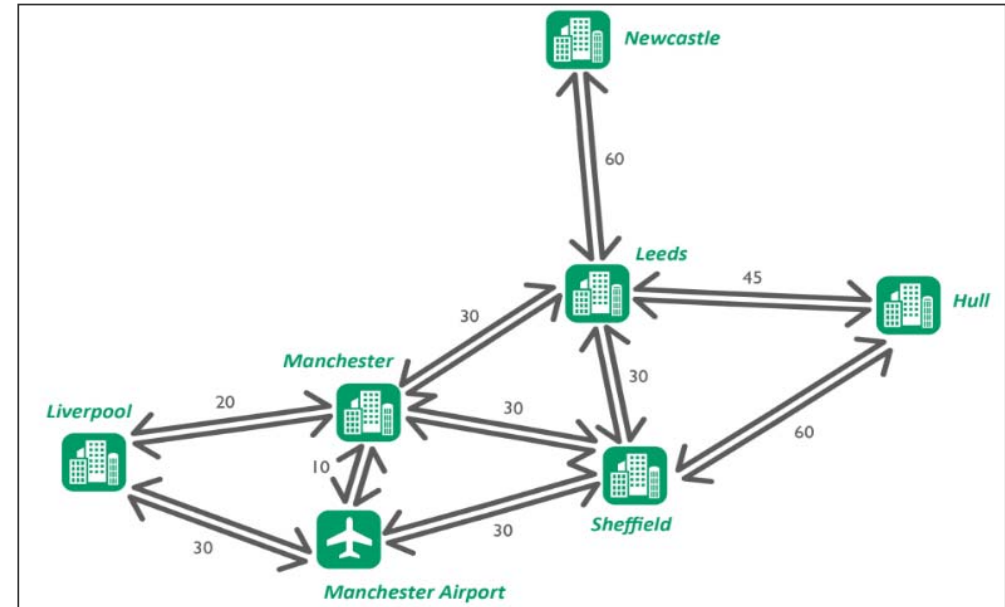 Newcastle
60
Leeds
45
Hull
30
Manchester
30
Liverpool
20
30
60
10
Sheffield
30
30
Manchester Airport